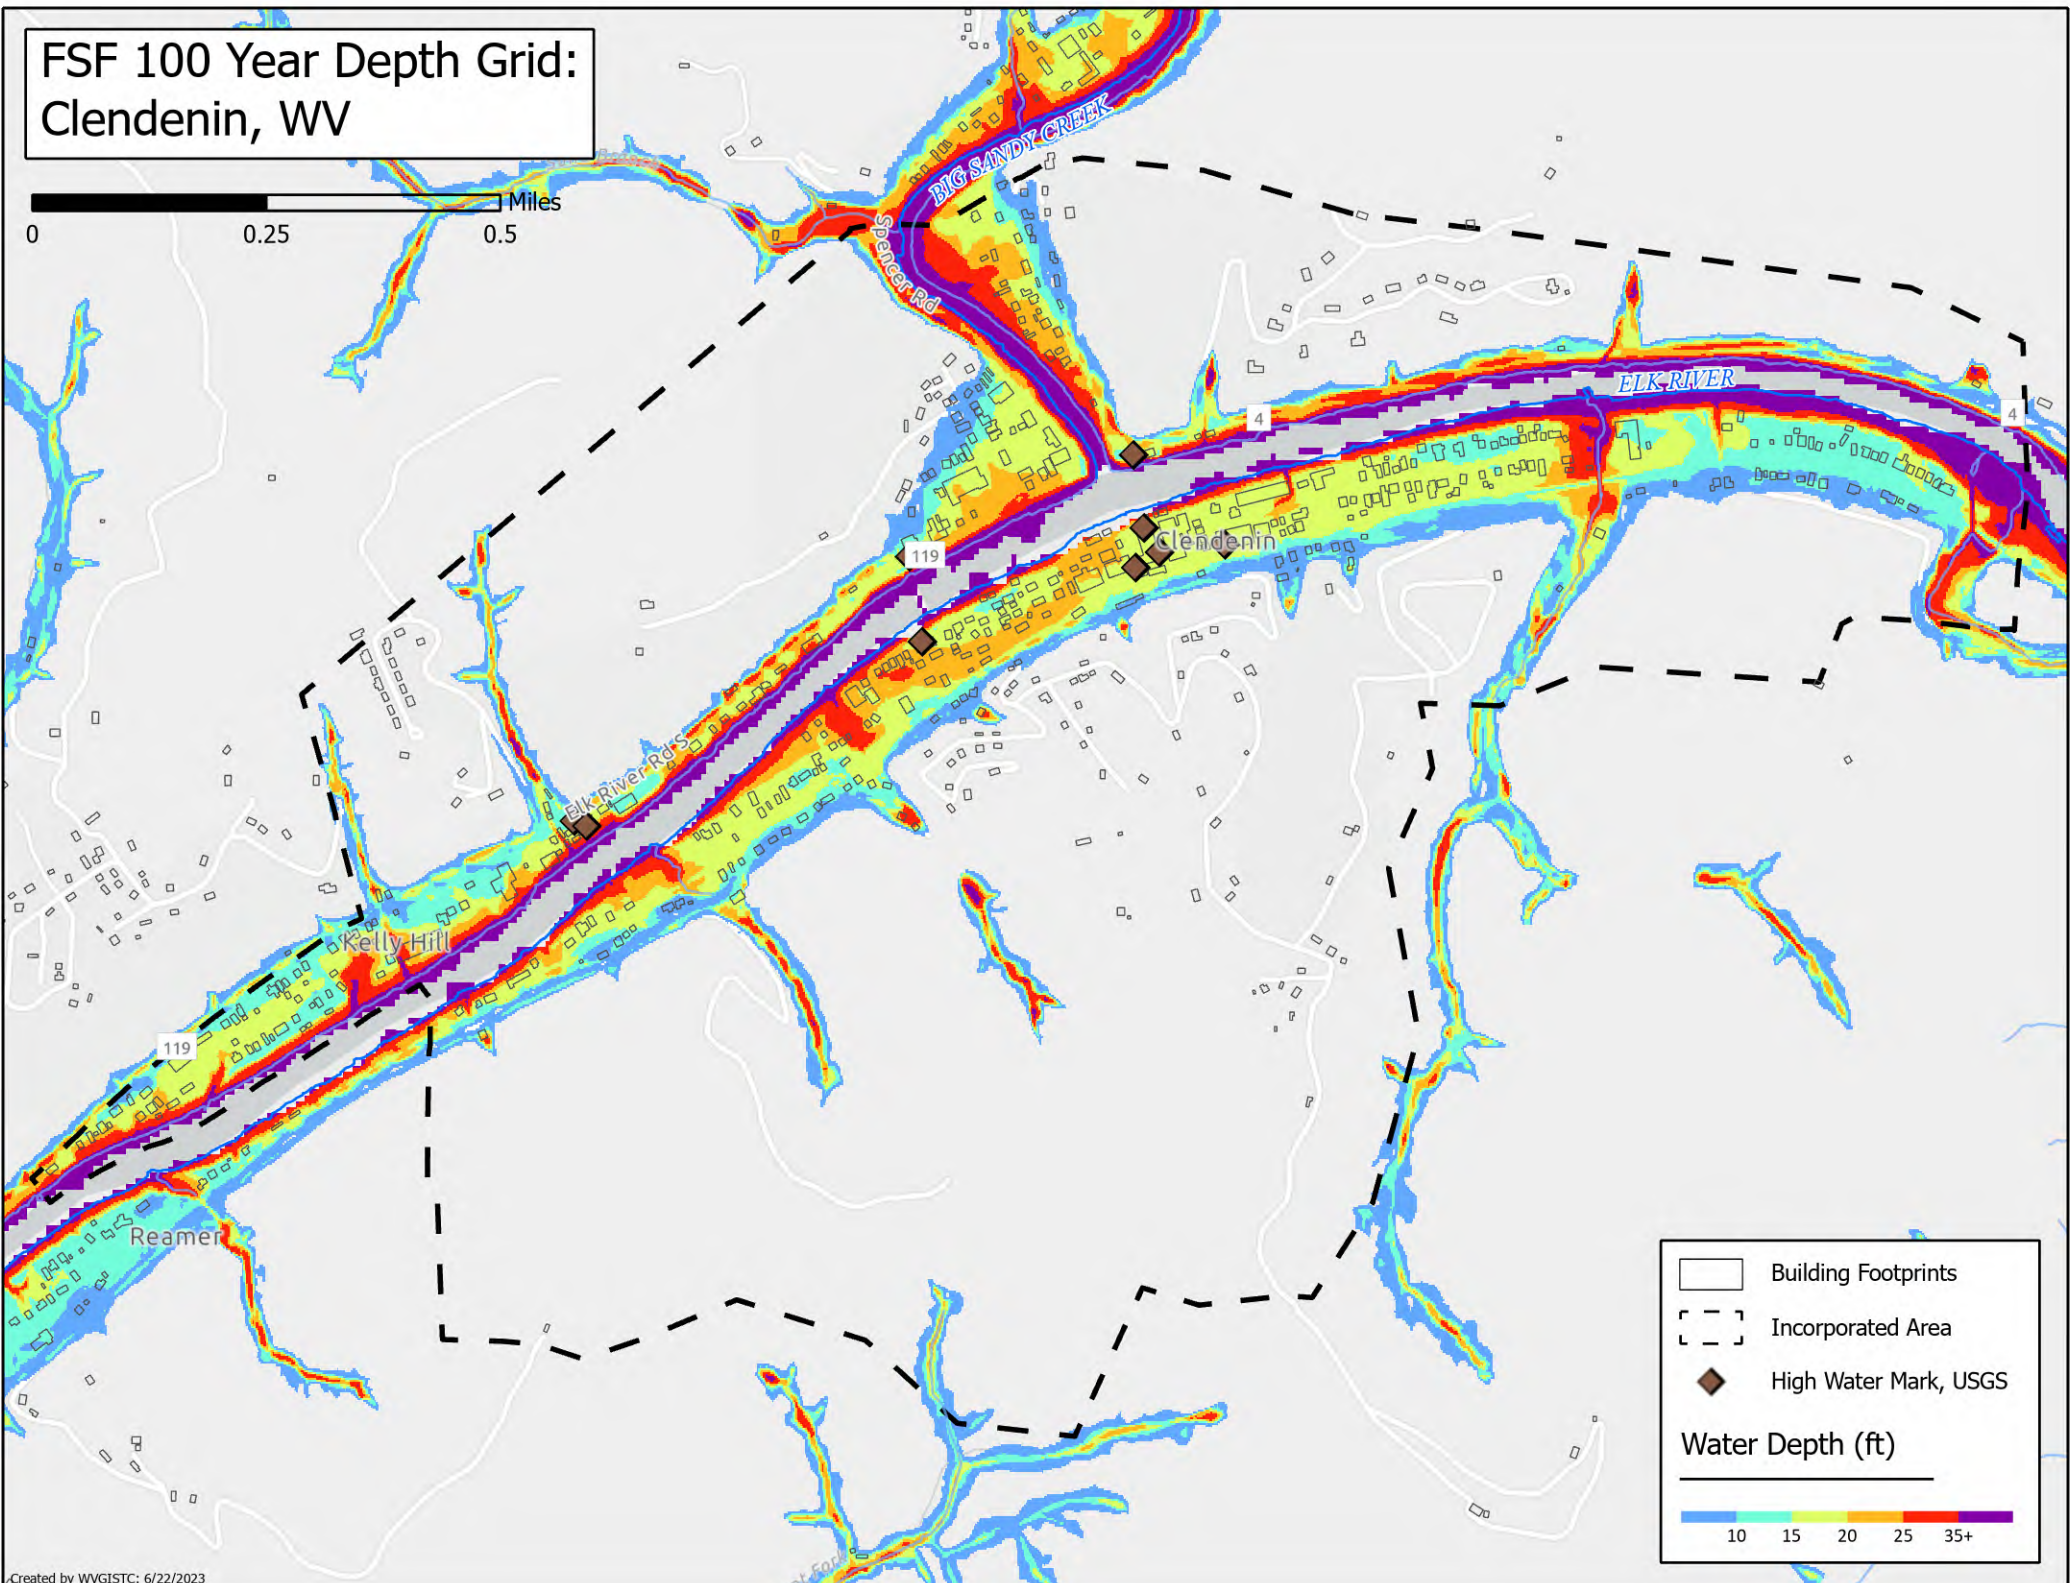 FSF 100 Year Depth Grid:
Clendenin, WV
Miles
0 0.25 0.5
BIG SANDY CREEK
Spencer Rd
ELK RIVER
4
4
119
Clendenin
Elk River Rd S
Kelly Hill
119
Reamer
Building Footprints
Incorporated Area
High Water Mark, USGS
Water Depth (ft)
10 15 20 25 35+
Created by WVGISTC: 6/22/2023